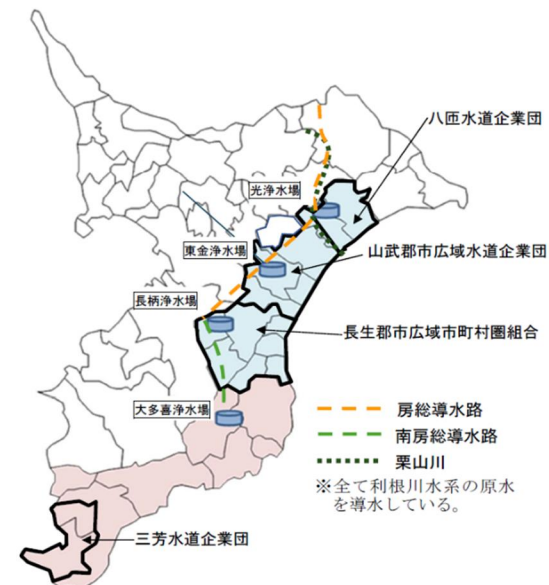 八匝水道企業団
光浄水場
東金浄水場
山武郡市広域水道企業団
長柄浄水場
長生郡市広域市町村圏組合
大多喜浄水場
房総導水路
南房総導水路
栗山川
※全て利根川水系の原水
を導水している。
三芳水道企業団